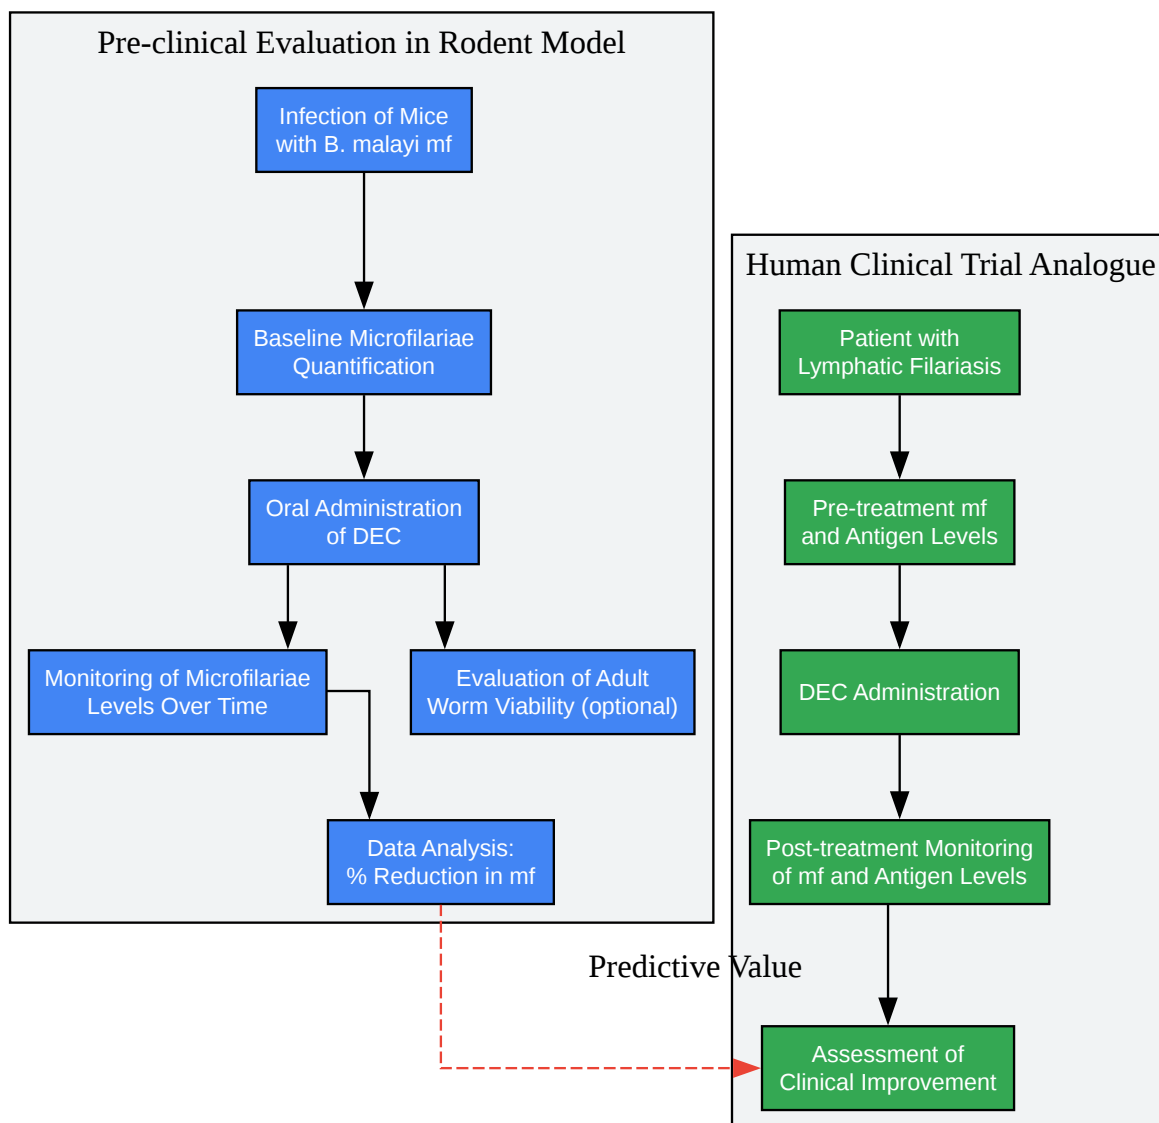 Pre-clinical Evaluation in Rodent Model
Infection of Mice
with B. malayi mf
Baseline Microfilariae
Quantification
Oral Administration
of DEC
Monitoring of Microfilariae
Levels Over Time
Evaluation of Adult
Worm Viability (optional)
Data Analysis:
% Reduction in mf
Human Clinical Trial Analogue
Patient with
Lymphatic Filariasis
Pre-treatment mf
and Antigen Levels
DEC Administration
Post-treatment Monitoring
of mf and Antigen Levels
Predictive Value
Assessment of
Clinical Improvement